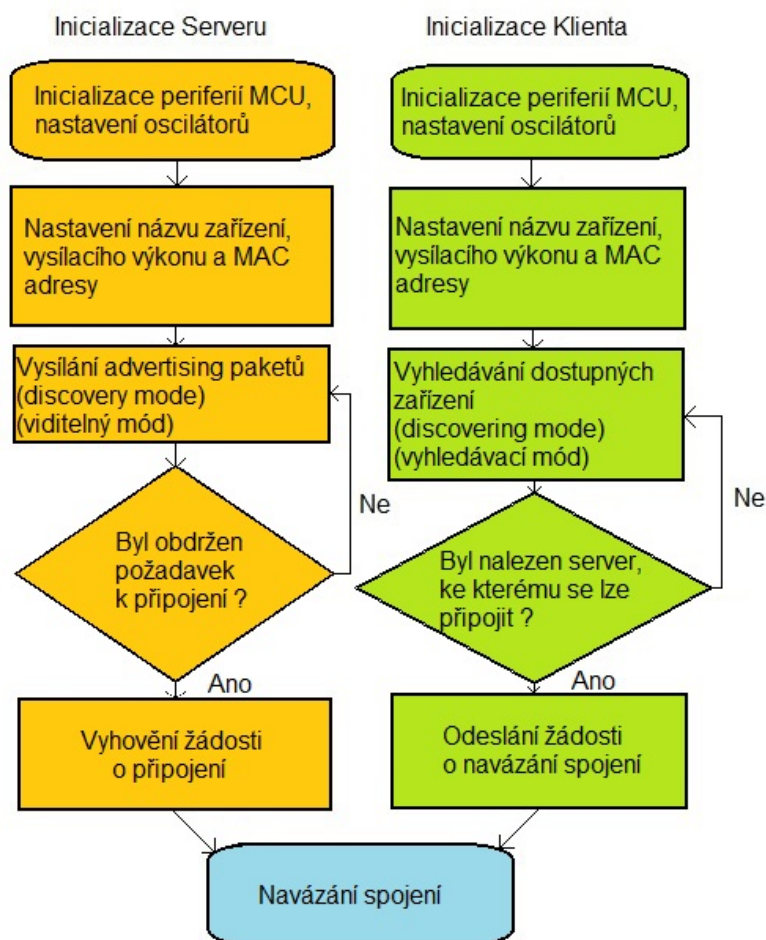 Inicializace Serveru
Inicializace periferií MCU,
nastavení oscilátorů
Nastavení názvu zařízení,
vysílacího výkonu a MAC
adresy
Vysílání advertising paketů
(discovery mode)
(viditelný mód)
Ne
Byl obdržen
požadavek
k připojení ?
Ano
Vyhovění žádosti
o připojení
Inicializace Klienta
Inicializace periferií MCU,
nastavení oscilátorů
Nastavení názvu zařízení,
vysílacího výkonu a MAC
adresy
Vyhledávání dostupných
zařízení
(discovering mode)
(vyhledávací mód)
Ne
Byl nalezen server,
ke kterému se lze
připojit ?
Ano
Odeslání žádosti
o navázání spojení
Navázání spojení